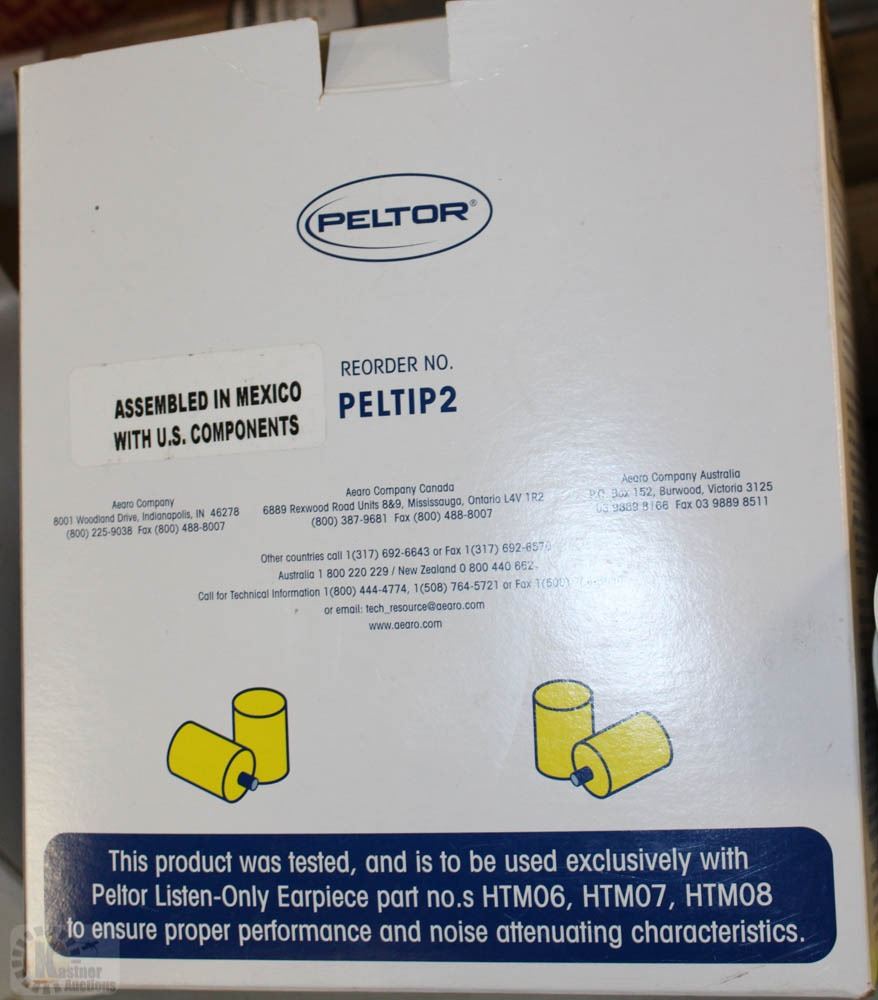 PELTOR®
REORDER NO.
PELTIP2
ASSEMBLED IN MEXICO
WITH U.S. COMPONENTS
Aearo Company
8001 Woodland Drive, Indianapolis, IN 46278
(800) 225-9038 Fax (800) 488-8007
Aearo Company Canada
6889 Rexwood Road Units 8&9, Mississauga, Ontario L4V 1R2
(800) 387-9681 Fax (800) 488-8007
Aearo Company Australia
P.O. Box 152, Burwood, Victoria 3125
03 9889 8166 Fax 03 9889 8511
Other countries call 1(317) 692-6643 or Fax 1(317)
Australia 1 800 220 229 / New Zealand 0 800 440
Call for Technical Information 1(800) 444-4774, 1(508) 764-5721 or Fax
or email: tech_resource@aearo.com
www.aearo.com
This product was tested, and is to be used exclusively with
Peltor Listen-Only Earpiece part no.s HTM06, HTM07, HTM08
to ensure proper performance and noise attenuating characteristics.
Kastner
Auctions